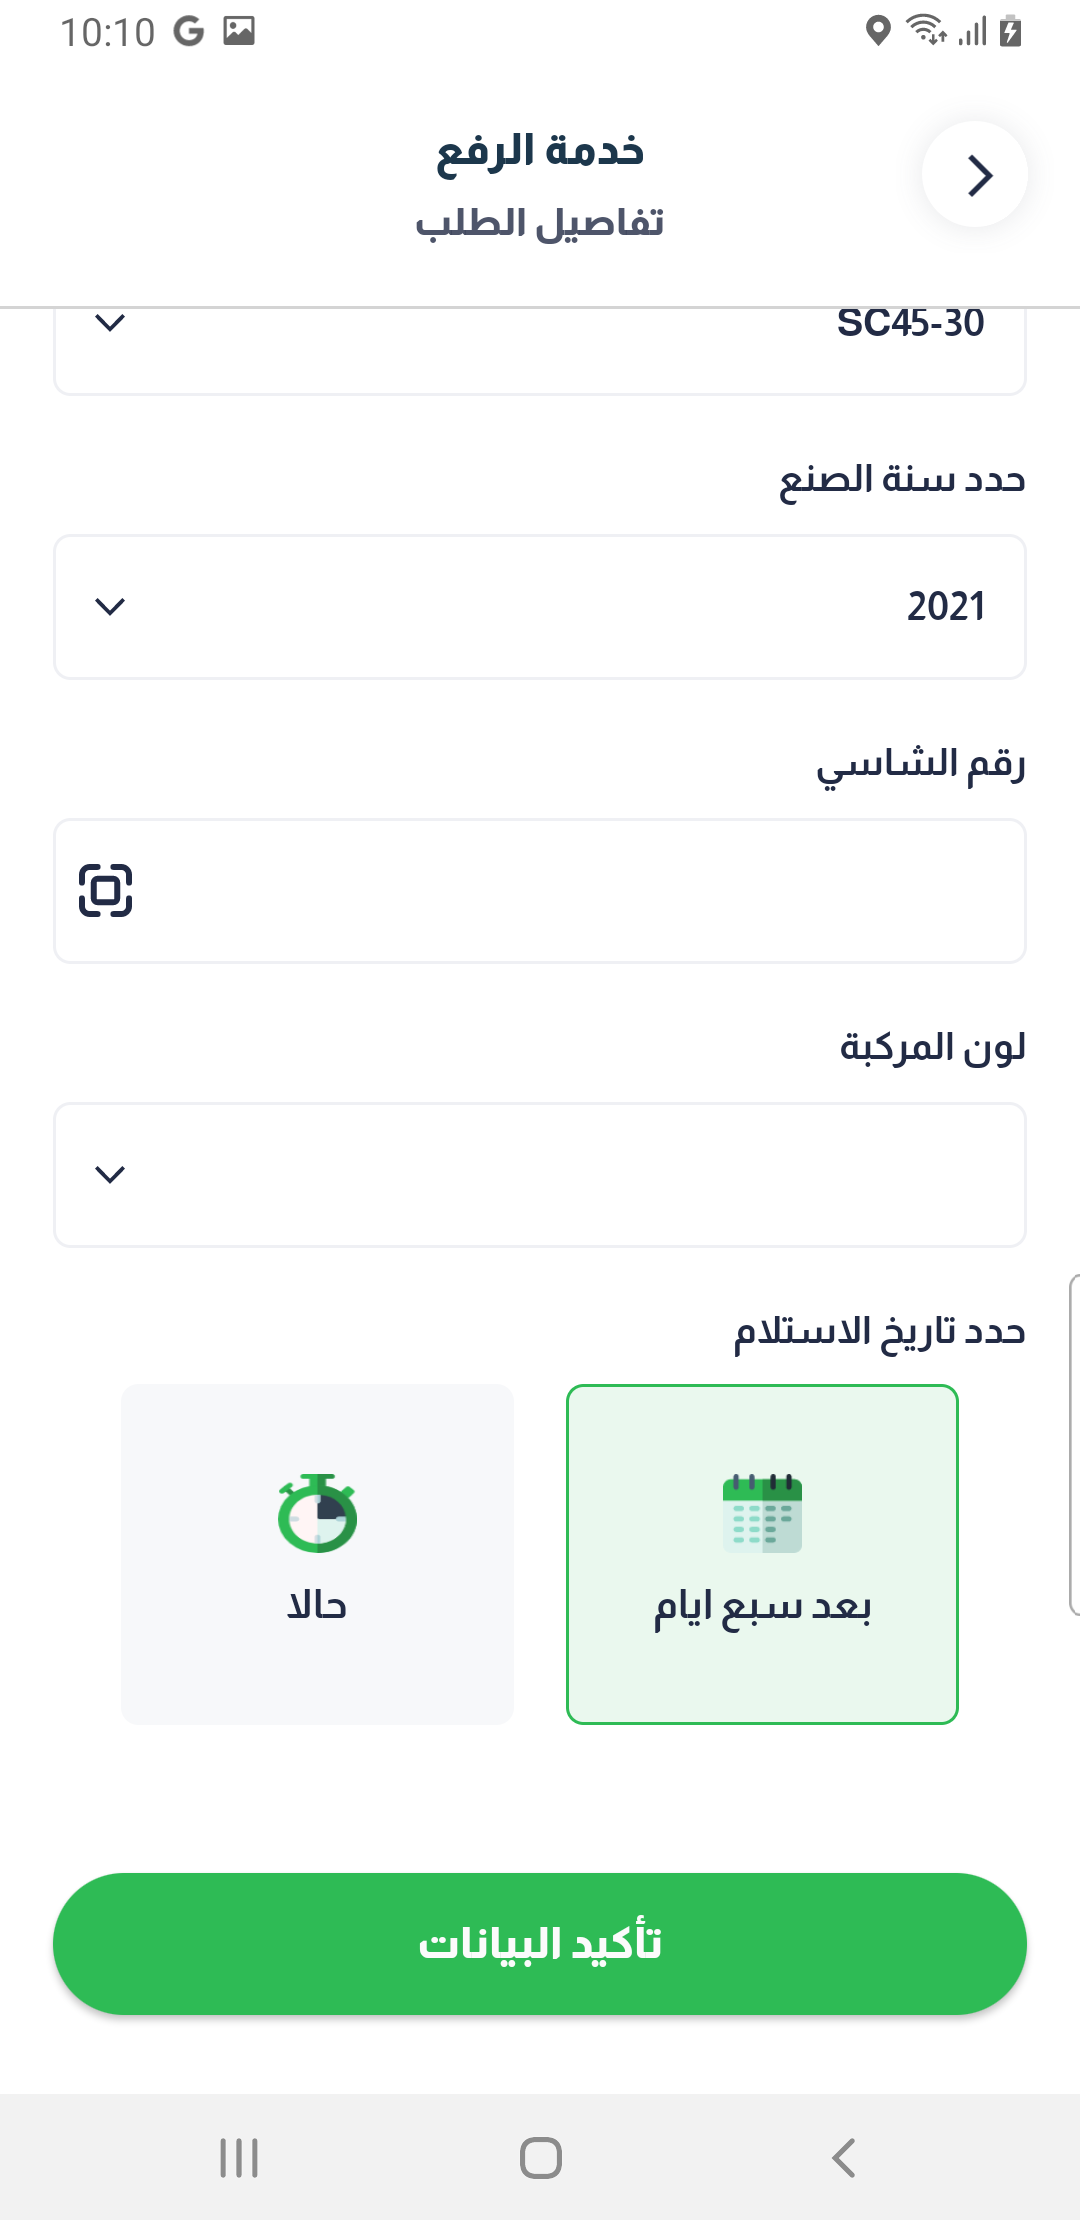 10:10
خدمة الرفع
تفاصيل الطلب
SC45-30
حدد سنة الصنع
2021
رقم الشاسي
لون المركبة
حدد تاريخ الاستلام
بعد سبع ايام
حالا
تأكيد البيانات